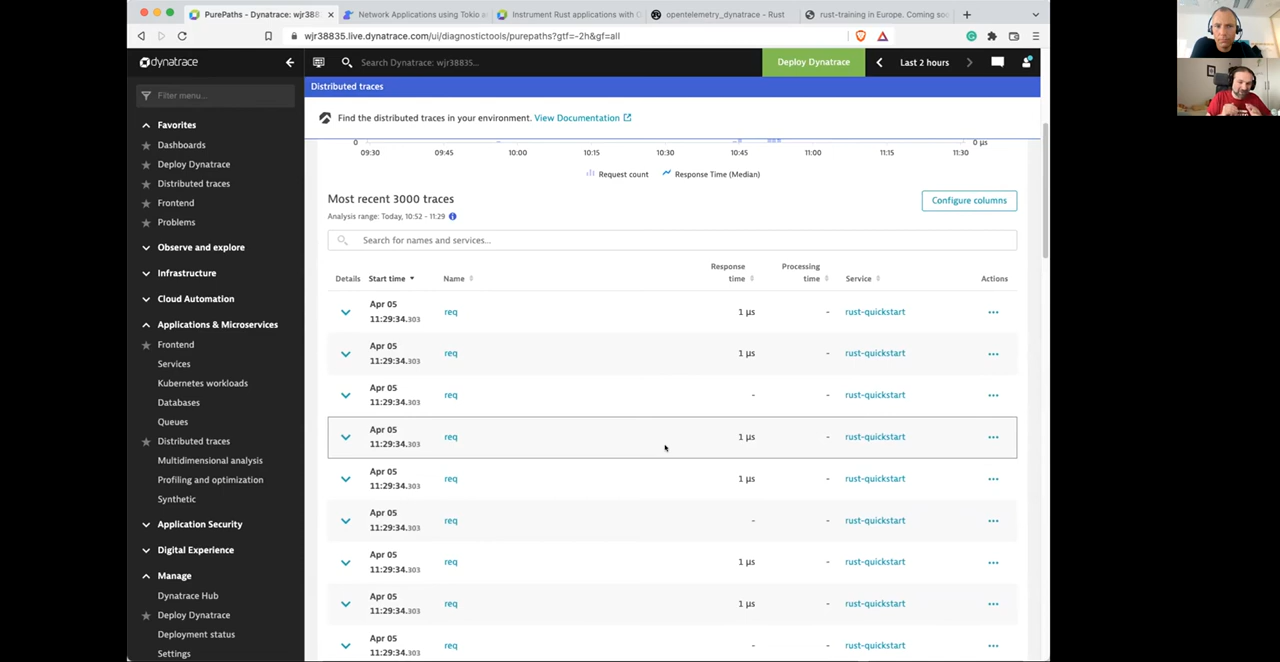 PurePaths - Dynatrace: wjr388
Network Applications using Tokio a
Instrument Rust applications with O
opentelemetry_dynatrace - Rust
rust-training in Europe. Coming soo
wjr38835.live.dynatrace.com/ui/diagnostictools/purepaths?gtf=-2h&gf=all
dynatrace
Search Dynatrace: wjr38835...
Deploy Dynatrace
Last 2 hours
Filter menu...
Favorites
Dashboards
Deploy Dynatrace
Distributed traces
Frontend
Problems
Observe and explore
Infrastructure
Cloud Automation
Applications & Microservices
Frontend
Services
Kubernetes workloads
Databases
Queues
Distributed traces
Multidimensional analysis
Profiling and optimization
Synthetic
Application Security
Digital Experience
Manage
Dynatrace Hub
Deploy Dynatrace
Deployment status
Settings
Distributed traces
Find the distributed traces in your environment. View Documentation
0 0 µs
09:30 09:45 10:00 10:15 10:30 10:45 11:00 11:15 11:30
Request count Response Time (Median)
Most recent 3000 traces
Configure columns
Analysis range: Today, 10:52 - 11:29
Search for names and services...
Details Start time Name Response time Processing time Service Actions
Apr 05
11:29:34.303 req 1 µs - rust-quickstart
Apr 05
11:29:34.303 req 1 µs - rust-quickstart
Apr 05
11:29:34.303 req - - rust-quickstart
Apr 05
11:29:34.303 req 1 µs - rust-quickstart
Apr 05
11:29:34.303 req 1 µs - rust-quickstart
Apr 05
11:29:34.303 req - - rust-quickstart
Apr 05
11:29:34.303 req 1 µs - rust-quickstart
Apr 05
11:29:34.303 req 1 µs - rust-quickstart
Apr 05
11:29:34.303 req - - rust-quickstart